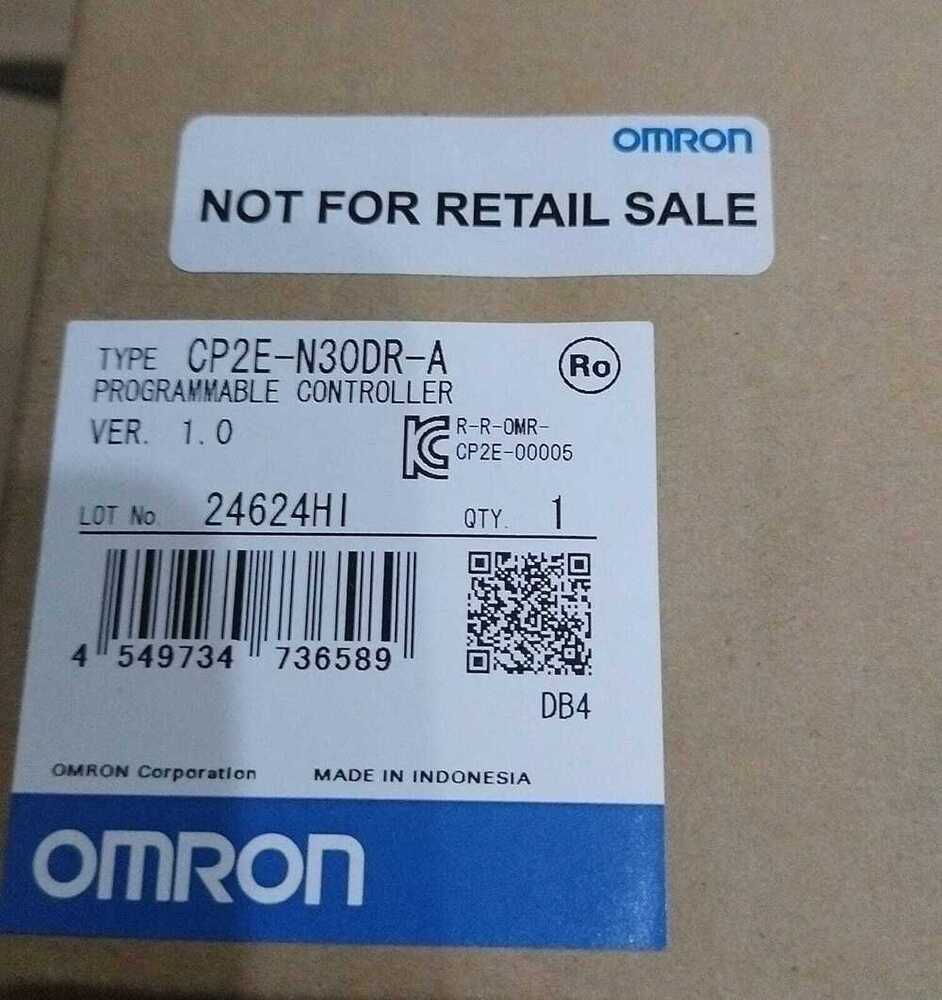 OMRON
NOT FOR RETAIL SALE
TYPE CP2E-N30DR-A
Ro
PROGRAMMABLE CONTROLLER
VER. 1.0
R-R-OMR-
CP2E-00005
LOT No. 24624HI QTY. 1
4 549734 736589
DB4
OMRON Corporation MADE IN INDONESIA
OMRON